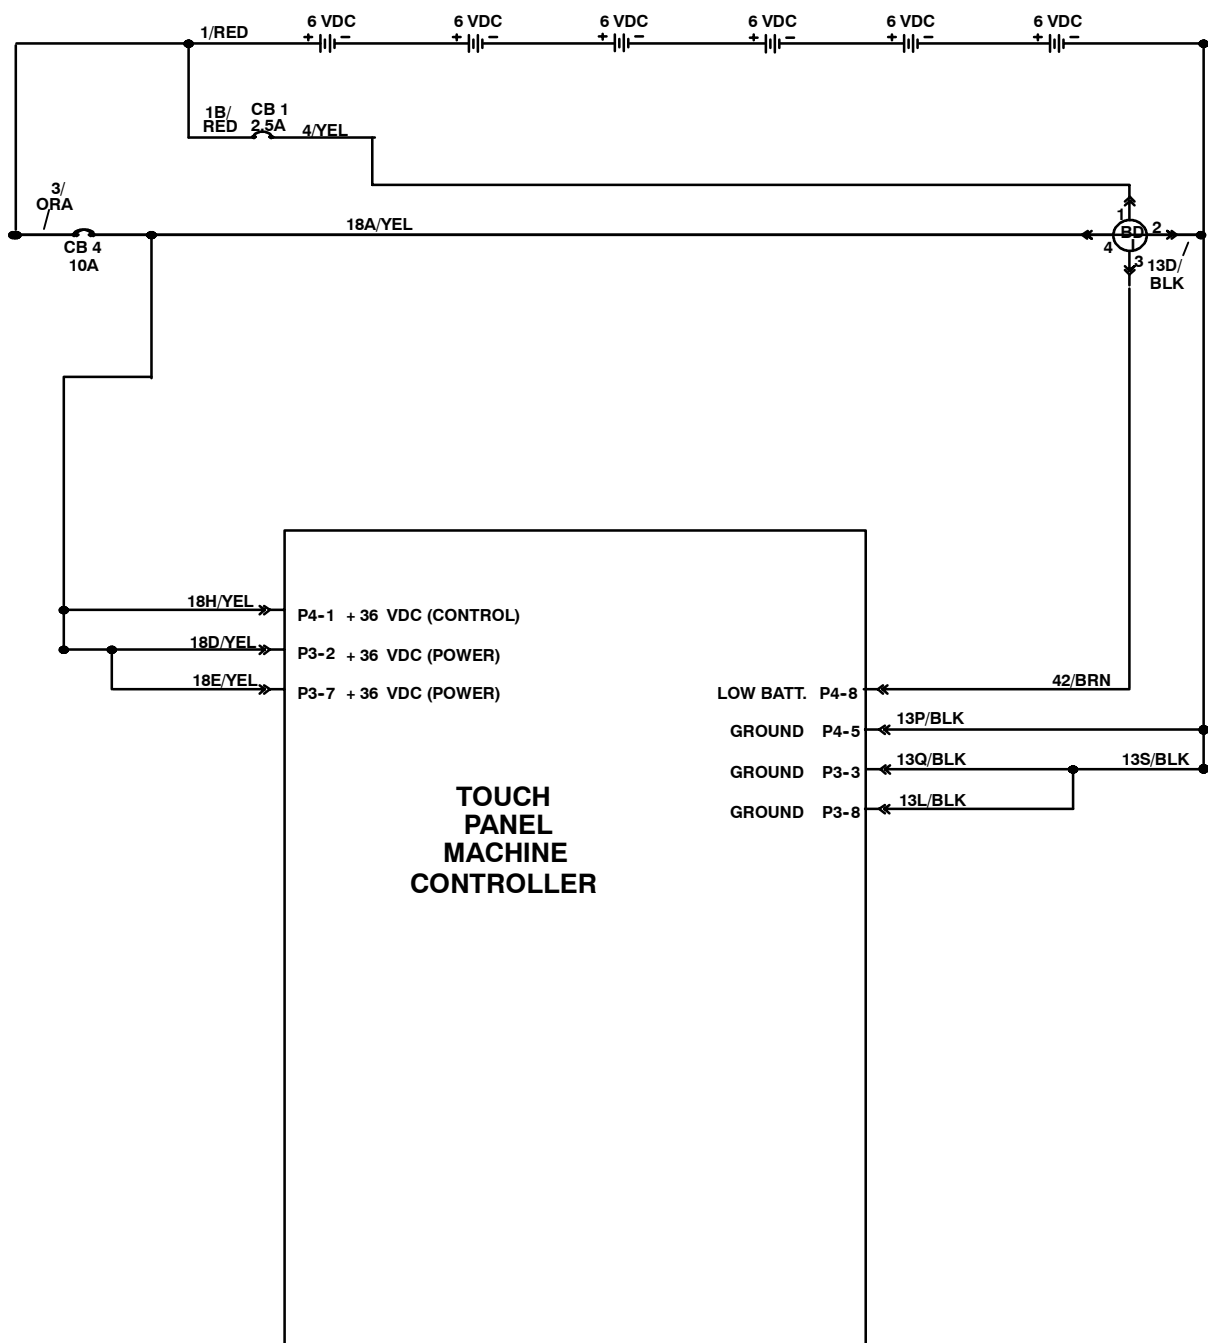 6 VDC 6 VDC 6 VDC 6 VDC 6 VDC 6 VDC
1/RED + - + - + - + - + - + -
1B/
RED
CB 1
2.5A
4/YEL
3/
ORA
CB 4
10A
18A/YEL
1
BD
2
4
3
13D/
BLK
18H/YEL P4-1 + 36 VDC (CONTROL)
18D/YEL P3-2 + 36 VDC (POWER)
18E/YEL P3-7 + 36 VDC (POWER)
LOW BATT. P4-8 42/BRN
GROUND P4-5 13P/BLK
GROUND P3-3 13Q/BLK 13S/BLK
GROUND P3-8 13L/BLK
TOUCH
PANEL
MACHINE
CONTROLLER